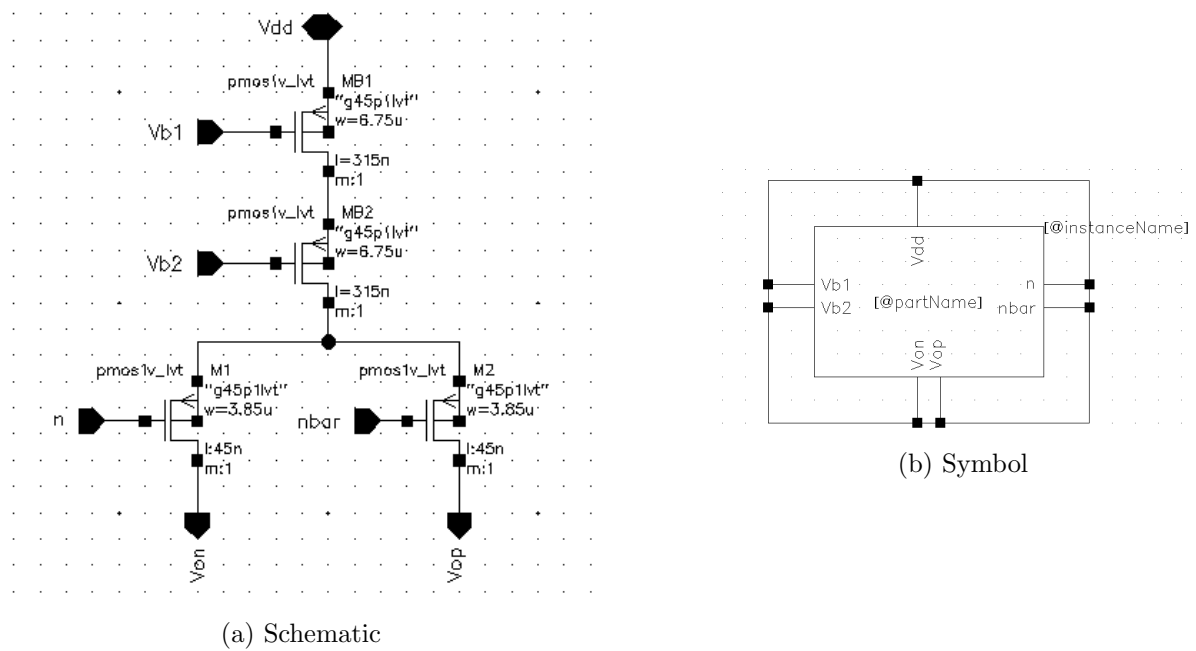 Vdd
pmos1v_lvt MB1
"g45p1lvt"
w=6.75u
Vb1
l=315n
m:1
pmos1v_lvt MB2
"g45p1lvt"
w=6.75u
Vb2
l=315n
m:1
pmos1v_lvt M1
"g45p1lvt"
w=3.85u
n
l:45n
m:1
Von
pmos1v_lvt M2
"g45p1lvt"
w=3.85u
nbar
l:45n
m:1
Vop
(a) Schematic
[@instanceName]
Vdd
Vb1
Vb2
[@partName]
n
nbar
Von
Vop
(b) Symbol